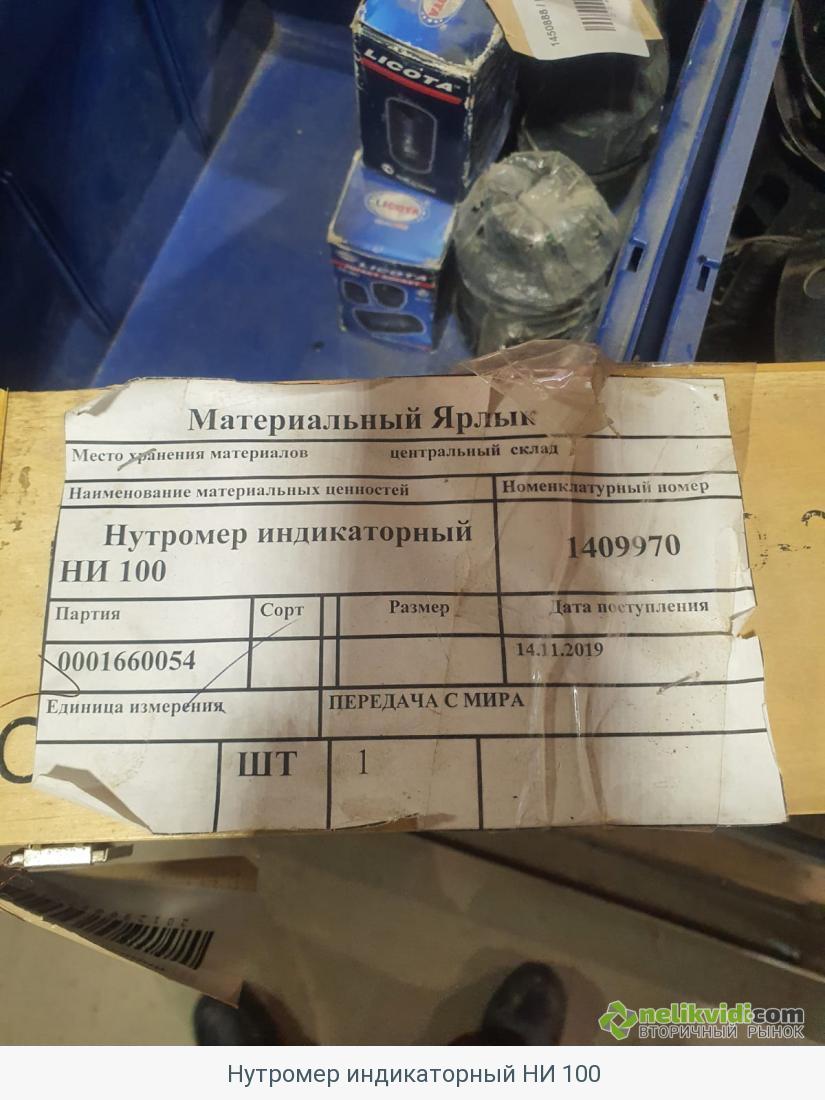 1450888 /
LICOTA
LICOTA
LICOTA
Материальный Ярлык
Место хранения материалов центральный склад
Наименование материальных ценностей Номенклатурный номер
Нутромер индикаторный
НИ 100
1409970
Партия Сорт Размер Дата поступления
0001660054 14.11.2019
Единица измерения ПЕРЕДАЧА С МИРА
ШТ 1
nelikvidi.com
ВТОРИЧНЫЙ РЫНОК
Нутромер индикаторный НИ 100